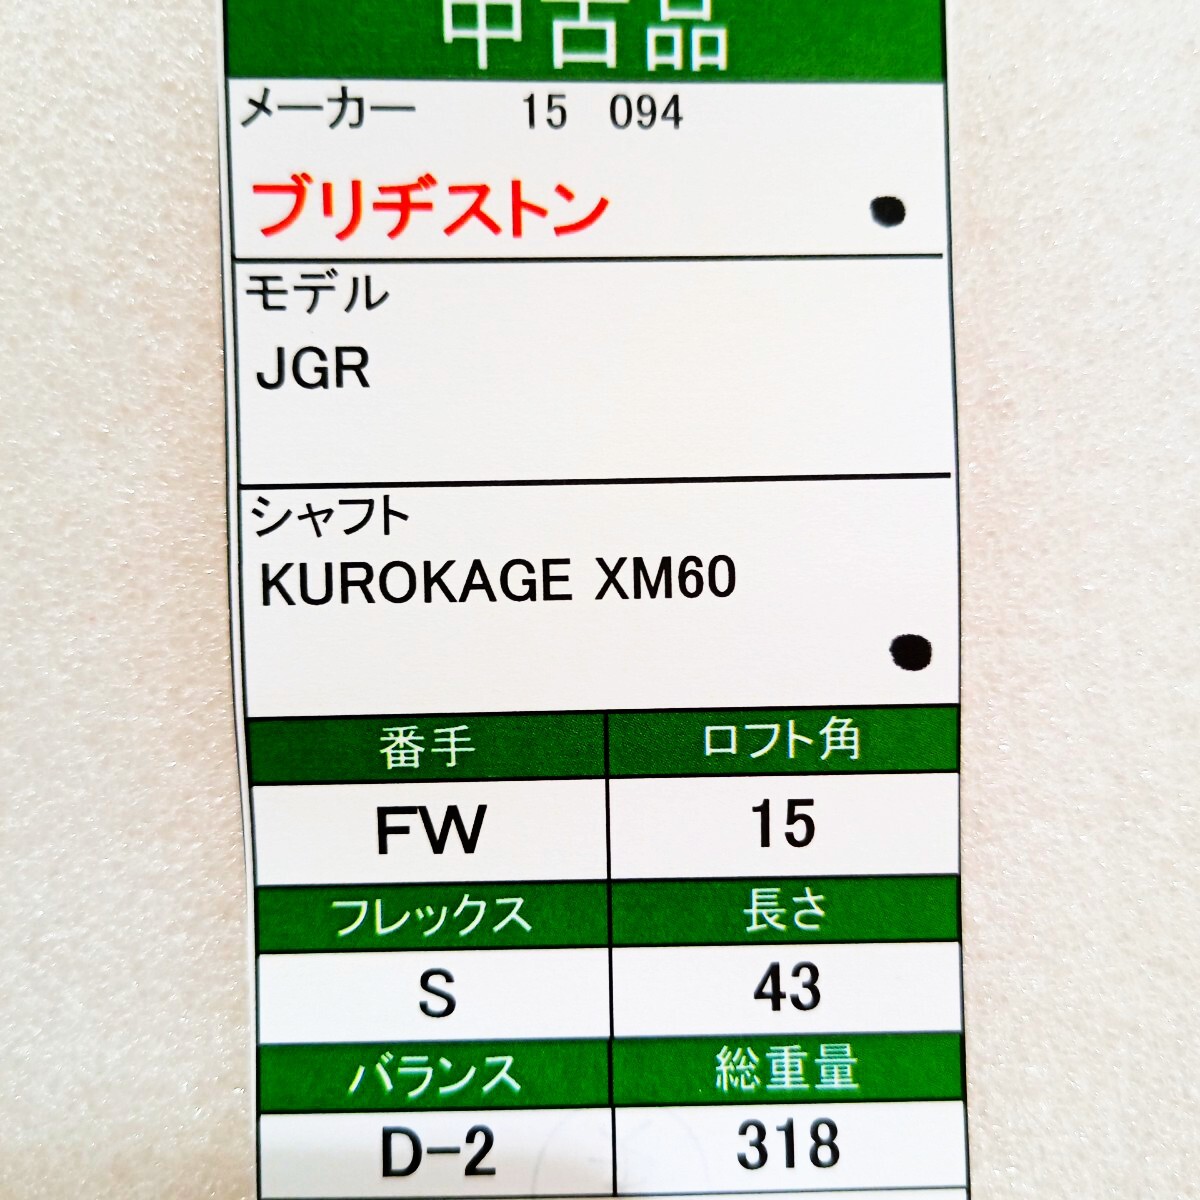 中古品
メーカー 15 094
ブリヂストン
モデル
JGR
シャフト
KUROKAGE XM60
番手 ロフト角
FW 15
フレックス 長さ
S 43
バランス 総重量
D-2 318